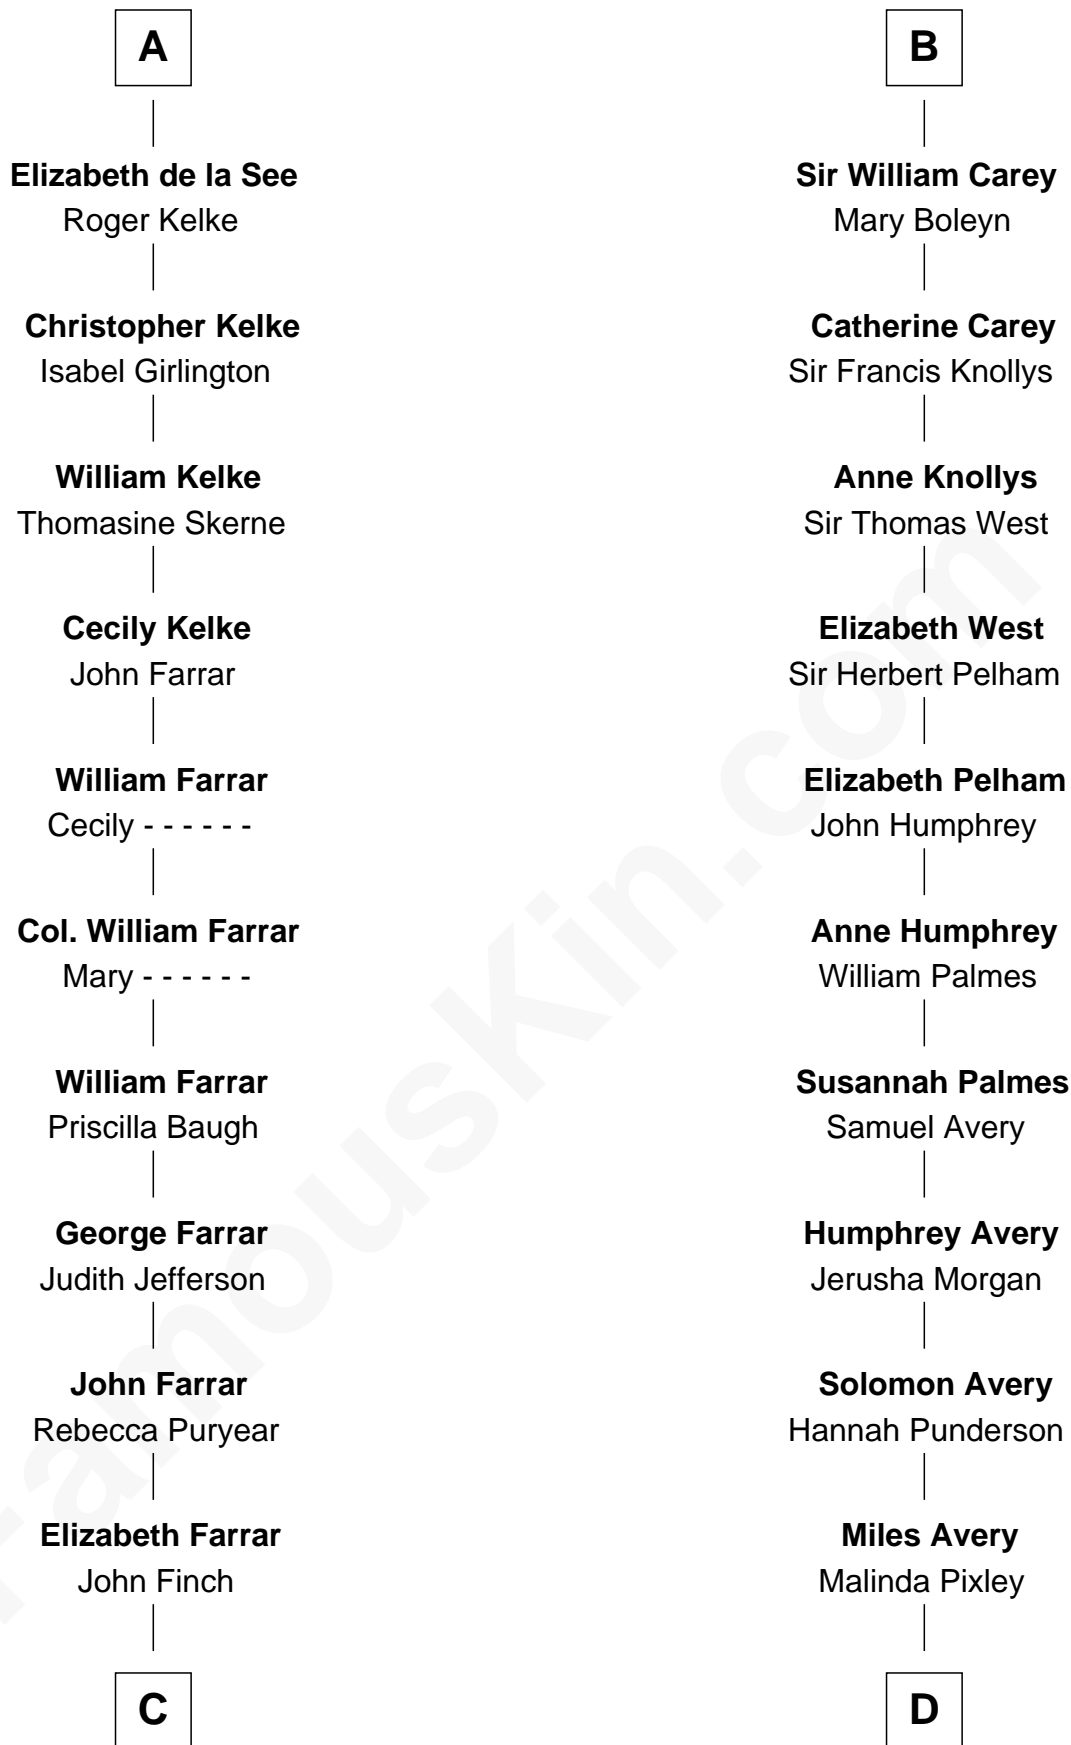 A
Elizabeth de la See
Roger Kelke
Christopher Kelke
Isabel Girlington
William Kelke
Thomasine Skerne
Cecily Kelke
John Farrar
William Farrar
Cecily - - - - - -
Col. William Farrar
Mary - - - - - -
William Farrar
Priscilla Baugh
George Farrar
Judith Jefferson
John Farrar
Rebecca Puryear
Elizabeth Farrar
John Finch
C
B
Sir William Carey
Mary Boleyn
Catherine Carey
Sir Francis Knollys
Anne Knollys
Sir Thomas West
Elizabeth West
Sir Herbert Pelham
Elizabeth Pelham
John Humphrey
Anne Humphrey
William Palmes
Susannah Palmes
Samuel Avery
Humphrey Avery
Jerusha Morgan
Solomon Avery
Hannah Punderson
Miles Avery
Malinda Pixley
D
FamousKin.com